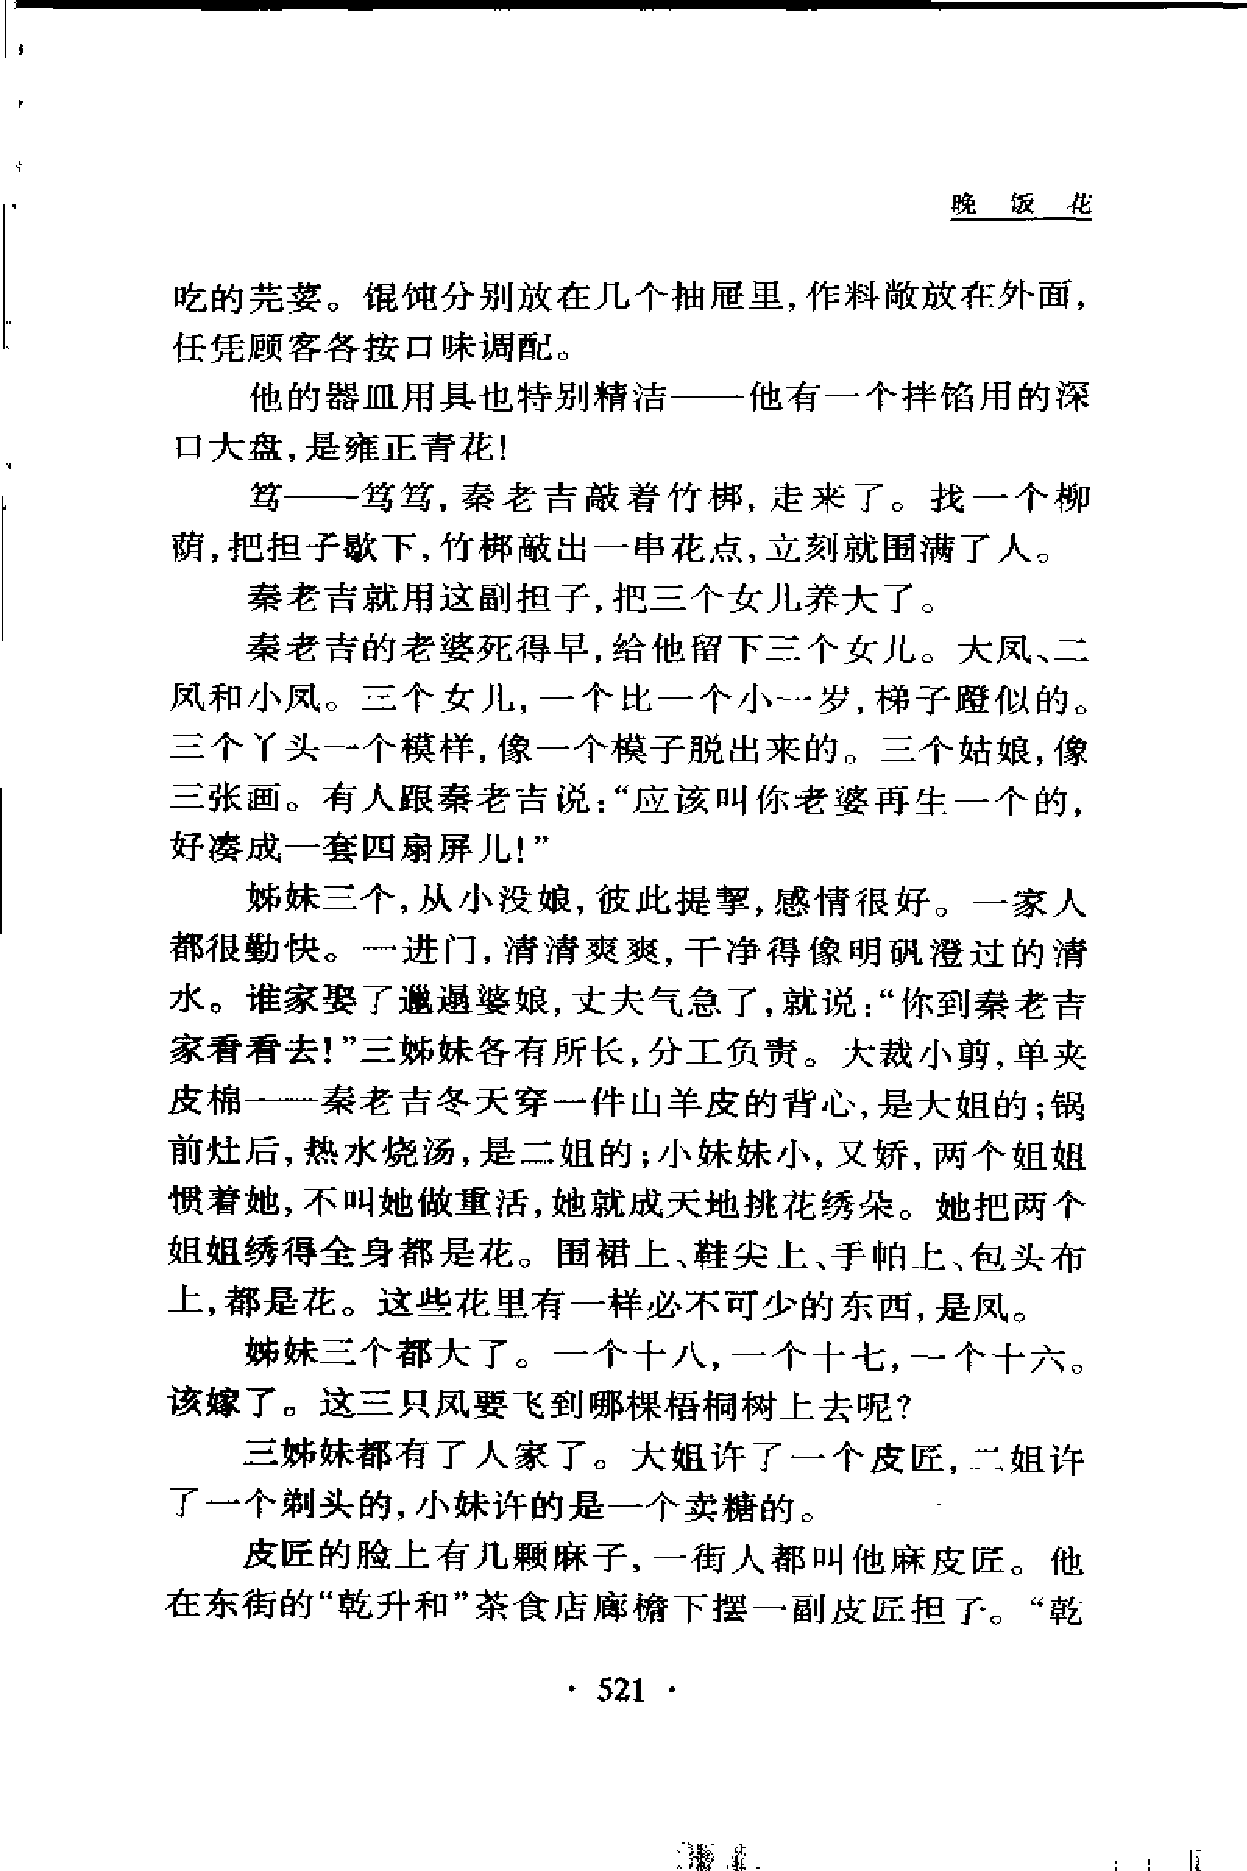 晚饭花
吃的芫荽。馄饨分别放在几个抽屉里,作料敞放在外面,
任凭顾客各按口味调配。
他的器皿用具也特别精洁——他有一个拌馅用的深
口大盘,是雍正青花!
笃——笃笃,秦老吉敲着竹梆,走来了。找一个柳
荫,把担子歇下,竹梆敲出一串花点,立刻就围满了人。
秦老吉就用这副担子,把三个女儿养大了。
秦老吉的老婆死得早,给他留下三个女儿。大凤、二
凤和小凤。三个女儿,一个比一个小一岁,梯子蹬似的。
三个丫头一个模样,像一个模子脱出来的。三个姑娘,像
三张画。有人跟秦老吉说:“应该叫你老婆再生一个的,
好凑成一套四扇屏儿!”
姊妹三个,从小没娘,彼此提挈,感情很好。一家人
都很勤快。一进门,清清爽爽,干净得像明矾澄过的清
水。谁家娶了邋遢婆娘,丈夫气急了,就说:“你到秦老吉
家看看去!”三姊妹各有所长,分工负责。大裁小剪,单夹
皮棉——秦老吉冬天穿一件山羊皮的背心,是大姐的;锅
前灶后,热水烧汤,是二姐的;小妹妹小,又娇,两个姐姐
惯着她,不叫她做重活,她就成天地挑花绣朵。她把两个
姐姐绣得全身都是花。围裙上、鞋尖上、手帕上、包头布
上,都是花。这些花里有一样必不可少的东西,是凤。
姊妹三个都大了。一个十八,一个十七,一个十六。
该嫁了。这三只凤要飞到哪棵梧桐树上去呢?
三姊妹都有了人家了。大姐许了一个皮匠,二姐许
了一个剃头的,小妹许的是一个卖糖的。
皮匠的脸上有几颗麻子,一街人都叫他麻皮匠。他
在东街的“乾升和”茶食店廊檐下摆一副皮匠担子。“乾
· 521 ·